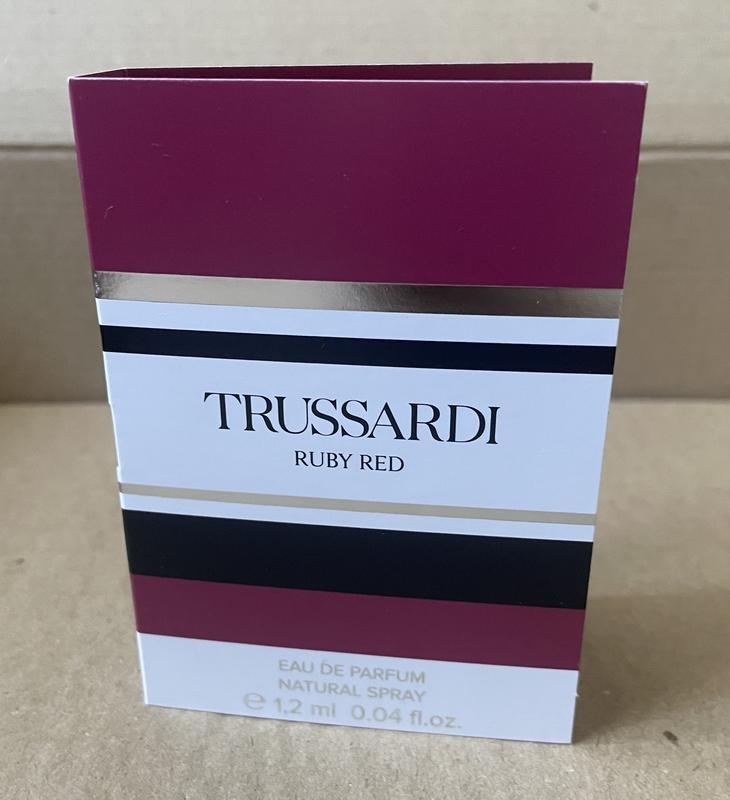 TRUSSARDI
RUBY RED
EAU DE PARFUM
NATURAL SPRAY
℮ 1,2 ml 0.04 fl.oz.